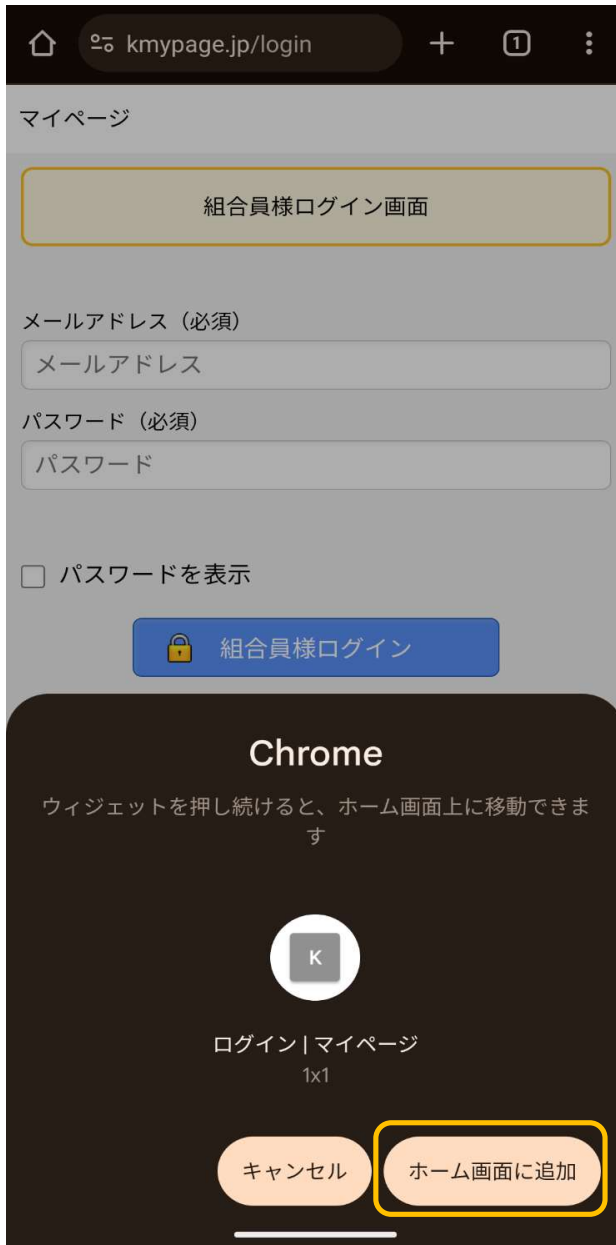 kmypage.jp/login
1
マイページ
組合員様ログイン画面
メールアドレス（必須）
メールアドレス
パスワード（必須）
パスワード
パスワードを表示
組合員様ログイン
Chrome
ウィジェットを押し続けると、ホーム画面上に移動できま
す
K
ログイン | マイページ
1x1
キャンセル
ホーム画面に追加